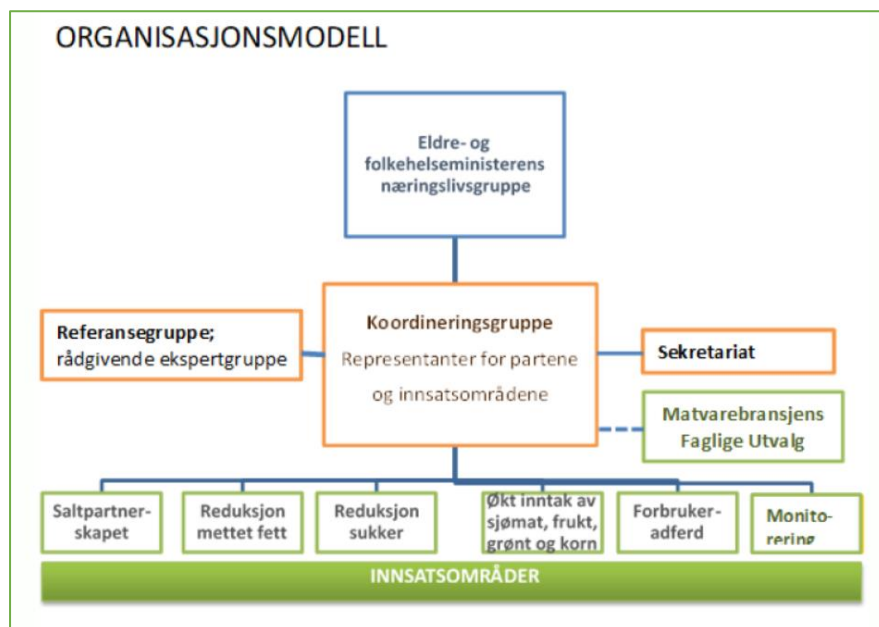 ORGANISASJONSMODELL
Eldre- og
folkehelseministerens
næringslivsgruppe
Referansegruppe;
rådgivende ekspertgruppe
Koordineringsgruppe
Representanter for partene
og innsatsområdene
Sekretariat
Matvarebransjens
Faglige Utvalg
Saltpartner-
skapet
Reduksjon
mettet fett
Reduksjon
sukker
Økt inntak av
sjømat, frukt,
grønt og korn
Forbruker-
adferd
Monito-
rering
INNSATSOMRÅDER